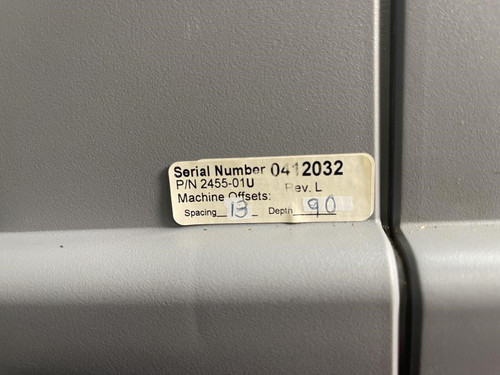 Serial Number 0412032
P/N 2455-01U Rev. L
Machine Offsets:
Spacing 13 Depth 90